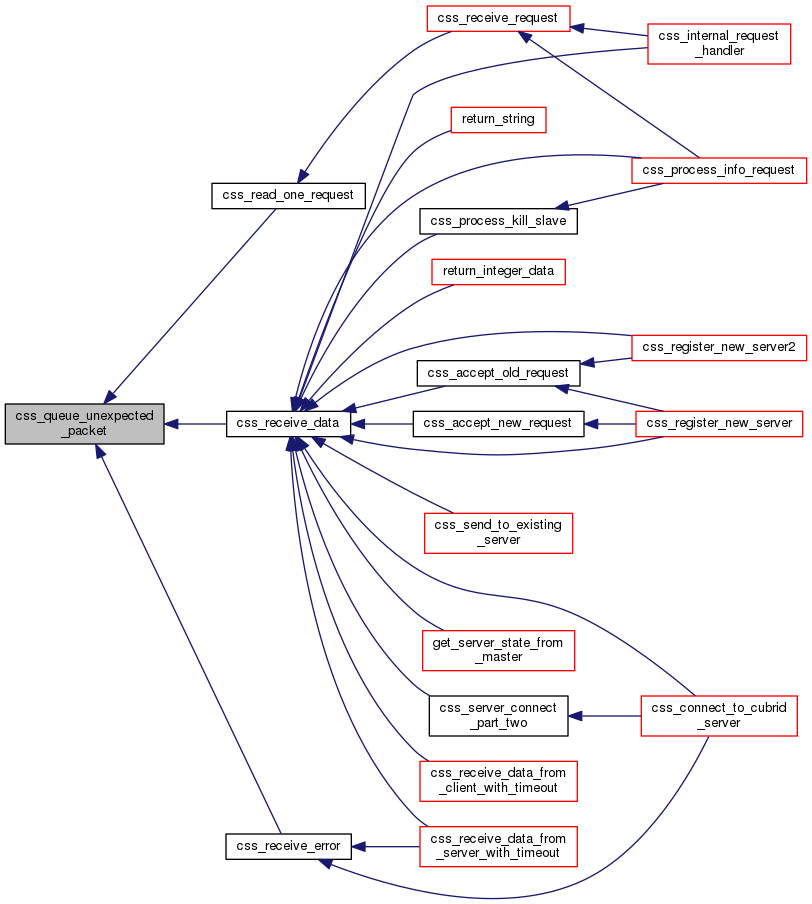 css_receive_request
css_internal_request
_handler
return_string
css_process_info_request
css_read_one_request
css_process_kill_slave
return_integer_data
css_register_new_server2
css_accept_old_request
css_queue_unexpected
_packet
css_receive_data
css_accept_new_request
css_register_new_server
css_send_to_existing
_server
get_server_state_from
_master
css_server_connect
_part_two
css_connect_to_cubrid
_server
css_receive_data_from
_client_with_timeout
css_receive_error
css_receive_data_from
_server_with_timeout